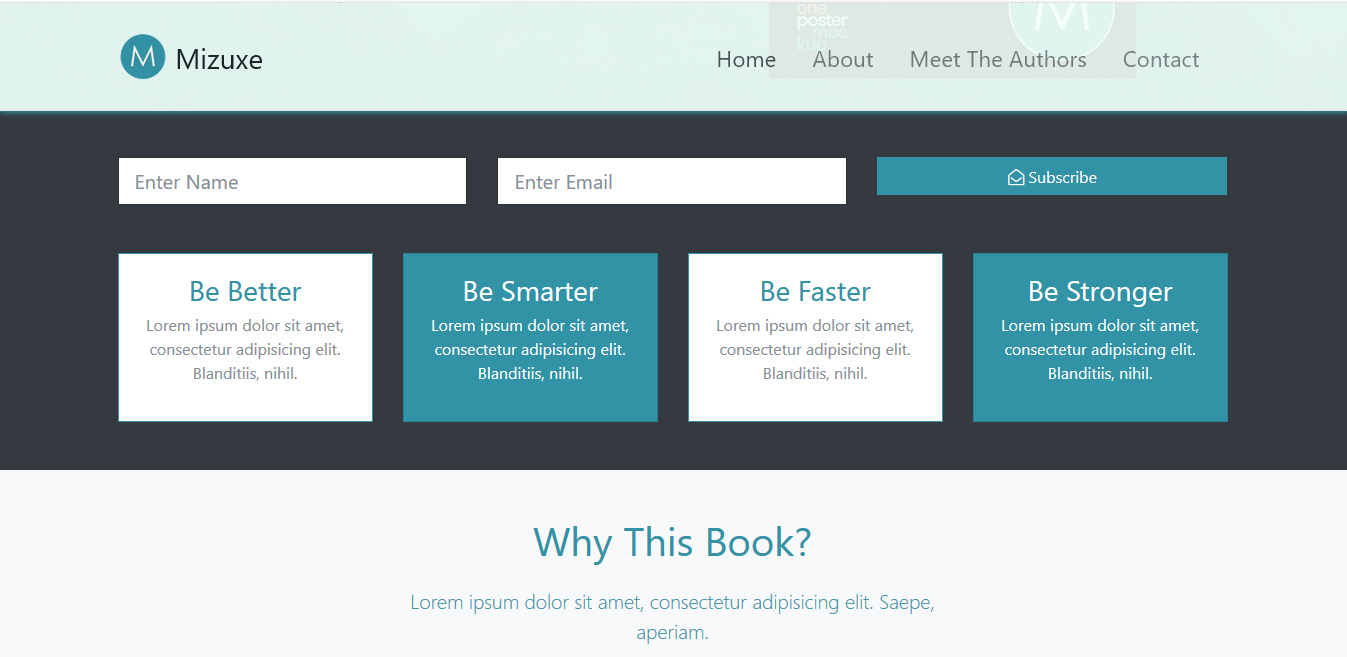 one
poster
moc
kup
M
M Mizuxe
Home About Meet The Authors Contact
Enter Name
Enter Email
Subscribe
Be Better
Lorem ipsum dolor sit amet,
consectetur adipisicing elit.
Blanditiis, nihil.
Be Smarter
Lorem ipsum dolor sit amet,
consectetur adipisicing elit.
Blanditiis, nihil.
Be Faster
Lorem ipsum dolor sit amet,
consectetur adipisicing elit.
Blanditiis, nihil.
Be Stronger
Lorem ipsum dolor sit amet,
consectetur adipisicing elit.
Blanditiis, nihil.
Why This Book?
Lorem ipsum dolor sit amet, consectetur adipisicing elit. Saepe,
aperiam.